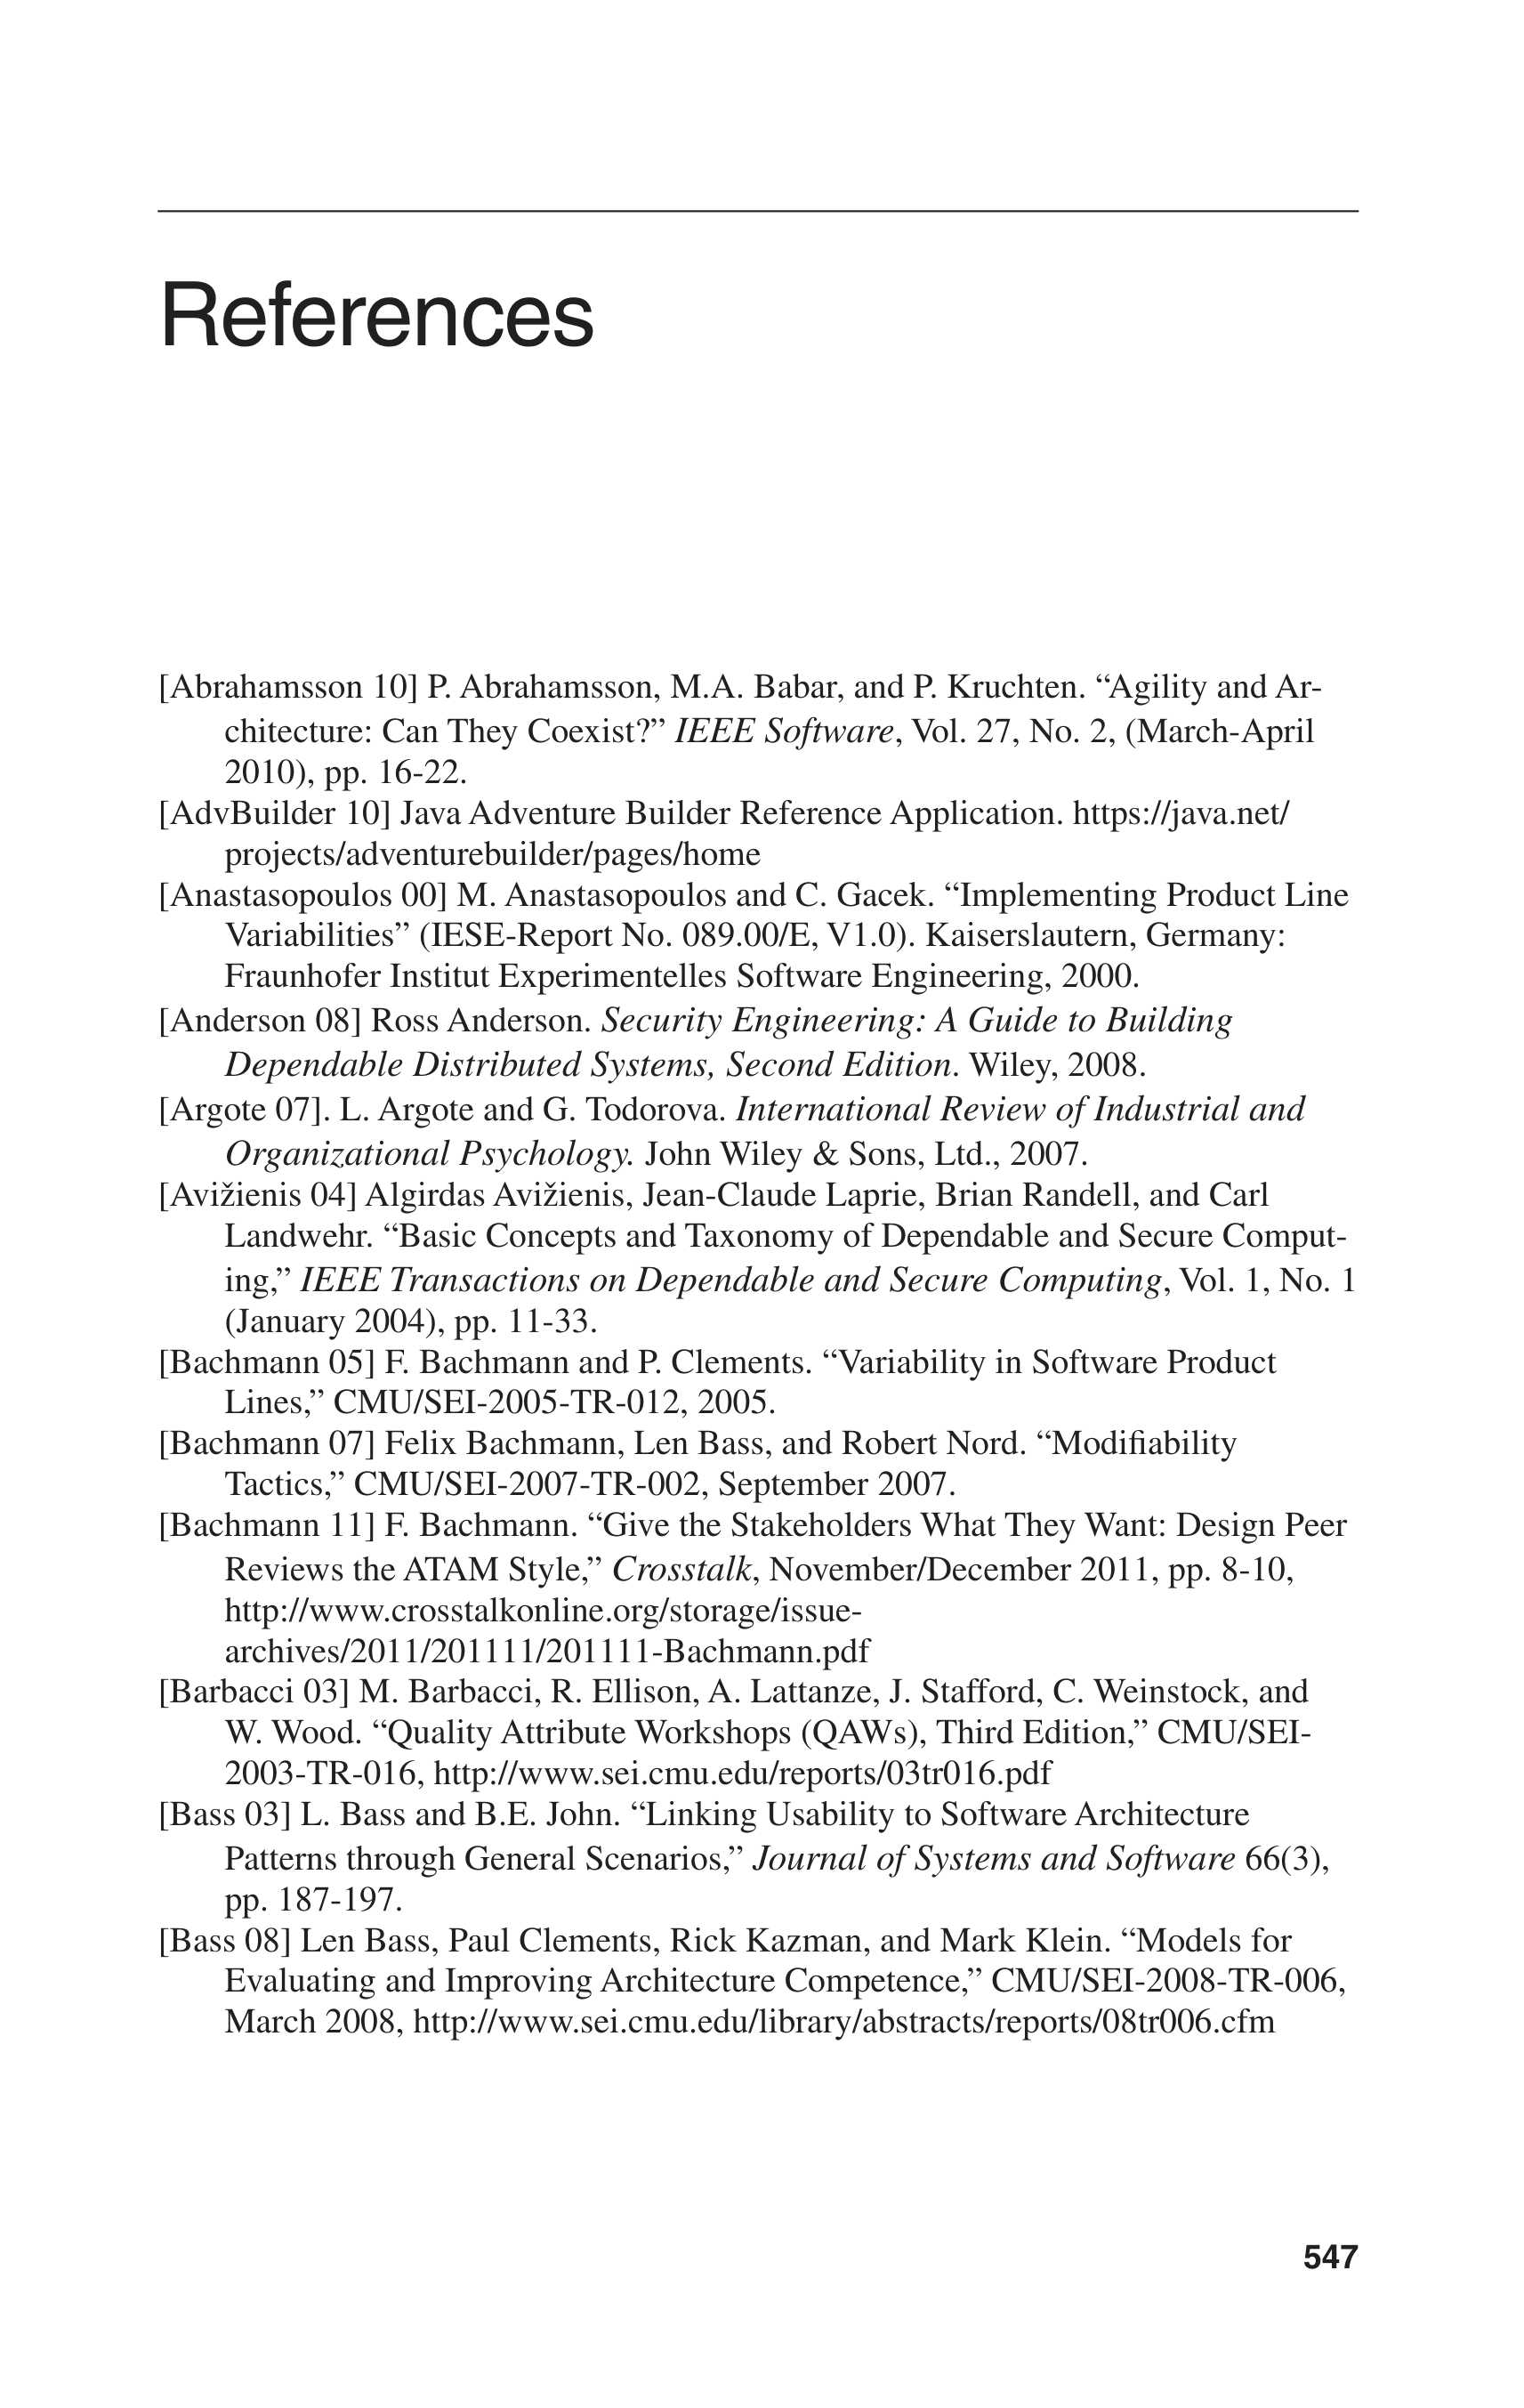 References
[Abrahamsson 10] P. Abrahamsson, M.A. Babar, and P. Kruchten. “Agility and Ar-
chitecture: Can They Coexist?” IEEE Software, Vol. 27, No. 2, (March-April
2010), pp. 16-22.
[AdvBuilder 10] Java Adventure Builder Reference Application. https://java.net/
projects/adventurebuilder/pages/home
[Anastasopoulos 00] M. Anastasopoulos and C. Gacek. “Implementing Product Line
Variabilities” (IESE-Report No. 089.00/E, V1.0). Kaiserslautern, Germany:
Fraunhofer Institut Experimentelles Software Engineering, 2000.
[Anderson 08] Ross Anderson. Security Engineering: A Guide to Building
Dependable Distributed Systems, Second Edition. Wiley, 2008.
[Argote 07]. L. Argote and G. Todorova. International Review of Industrial and
Organizational Psychology. John Wiley & Sons, Ltd., 2007.
[Avižienis 04] Algirdas Avižienis, Jean-Claude Laprie, Brian Randell, and Carl
Landwehr. “Basic Concepts and Taxonomy of Dependable and Secure Comput-
ing,” IEEE Transactions on Dependable and Secure Computing, Vol. 1, No. 1
(January 2004), pp. 11-33.
[Bachmann 05] F. Bachmann and P. Clements. “Variability in Software Product
Lines,” CMU/SEI-2005-TR-012, 2005.
[Bachmann 07] Felix Bachmann, Len Bass, and Robert Nord. “Modifiability
Tactics,” CMU/SEI-2007-TR-002, September 2007.
[Bachmann 11] F. Bachmann. “Give the Stakeholders What They Want: Design Peer
Reviews the ATAM Style,” Crosstalk, November/December 2011, pp. 8-10,
http://www.crosstalkonline.org/storage/issue-
archives/2011/201111/201111-Bachmann.pdf
[Barbacci 03] M. Barbacci, R. Ellison, A. Lattanze, J. Stafford, C. Weinstock, and
W. Wood. “Quality Attribute Workshops (QAWs), Third Edition,” CMU/SEI-
2003-TR-016, http://www.sei.cmu.edu/reports/03tr016.pdf
[Bass 03] L. Bass and B.E. John. “Linking Usability to Software Architecture
Patterns through General Scenarios,” Journal of Systems and Software 66(3),
pp. 187-197.
[Bass 08] Len Bass, Paul Clements, Rick Kazman, and Mark Klein. “Models for
Evaluating and Improving Architecture Competence,” CMU/SEI-2008-TR-006,
March 2008, http://www.sei.cmu.edu/library/abstracts/reports/08tr006.cfm
547